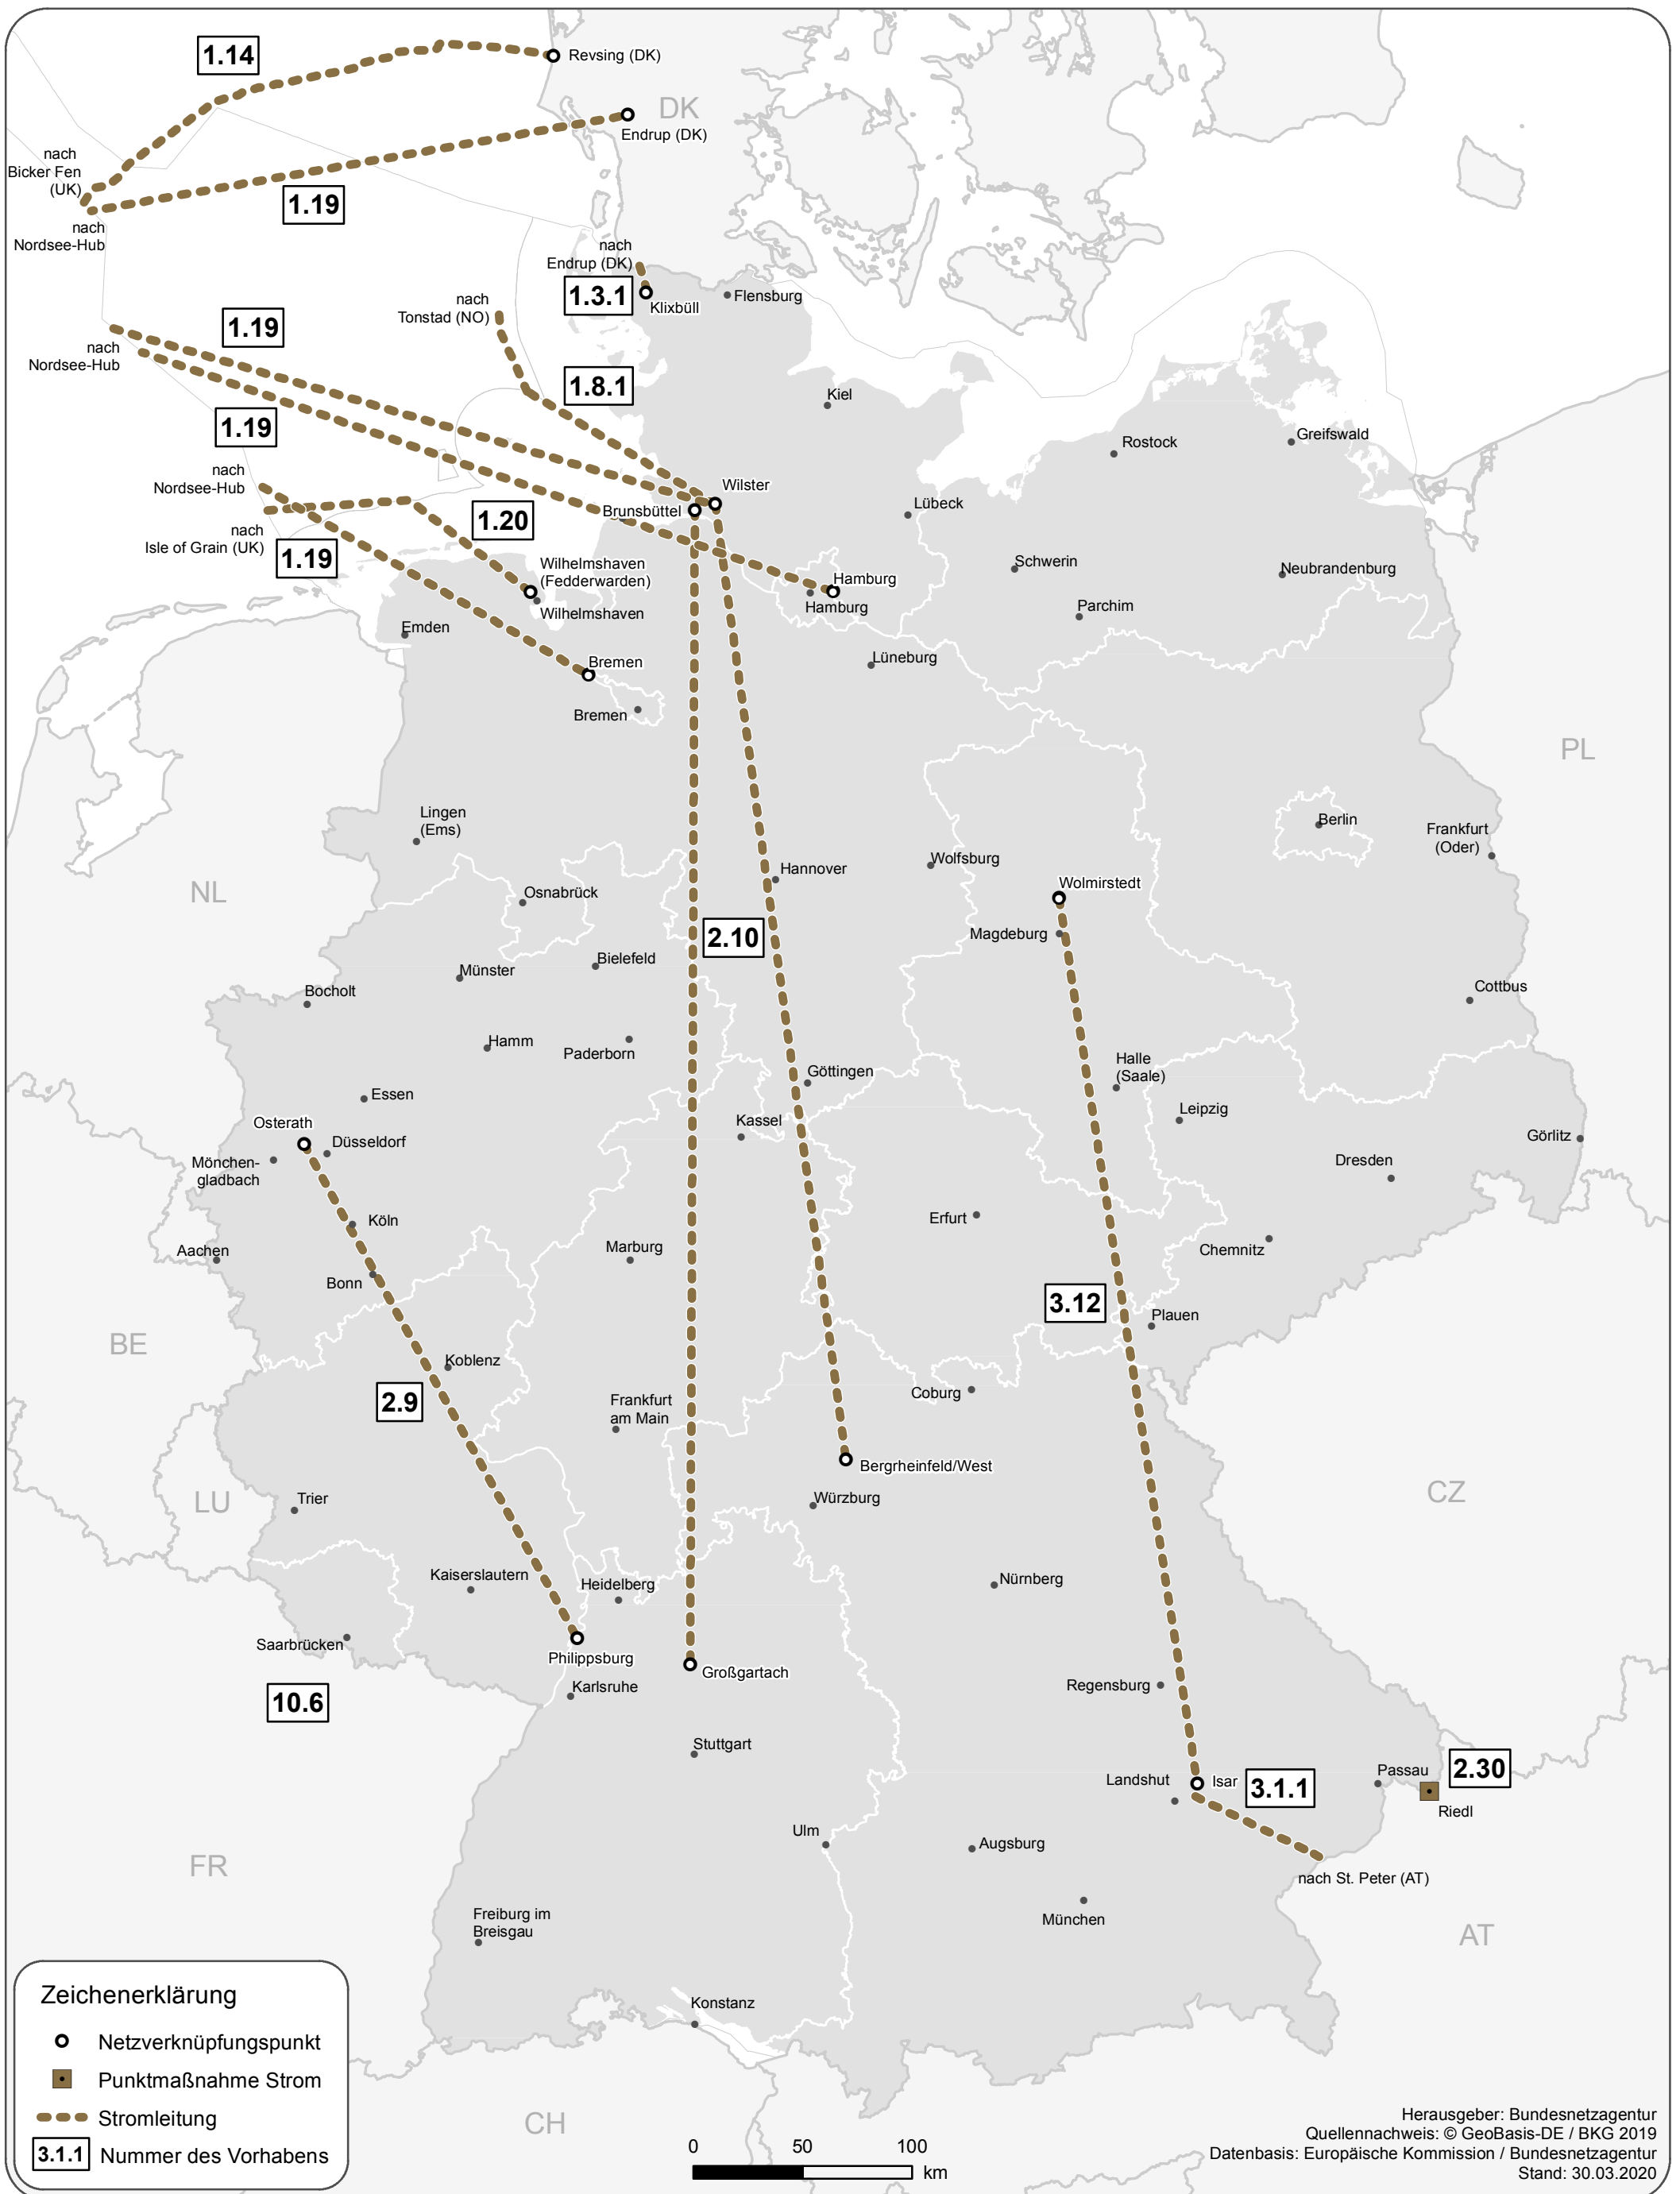 1.14
Revsing (DK)
DK
Endrup (DK)
nach
Bicker Fen
(UK)
1.19
nach
Nordsee-Hub
nach
Endrup (DK)
1.3.1
Klixbüll
Flensburg
nach
Tonstad (NO)
1.19
nach
Nordsee-Hub
1.8.1
Kiel
1.19
Rostock
Greifswald
nach
Nordsee-Hub
Wilster
Brunsbüttel
Lübeck
1.20
nach
Isle of Grain (UK)
1.19
Wilhelmshaven
(Fedderwarden)
Wilhelmshaven
Hamburg
Hamburg
Schwerin
Neubrandenburg
Parchim
Emden
Lüneburg
Bremen
Bremen
PL
Lingen
(Ems)
Berlin
Frankfurt
(Oder)
Hannover
Wolfsburg
Wolmirstedt
NL
Osnabrück
2.10
Magdeburg
Bielefeld
Münster
Bocholt
Cottbus
Hamm
Paderborn
Göttingen
Halle
(Saale)
Essen
Leipzig
Kassel
Osterath
Düsseldorf
Görlitz
Mönchen-
gladbach
Dresden
Köln
Erfurt
Aachen
Marburg
Chemnitz
Bonn
3.12
Plauen
BE
Koblenz
2.9
Coburg
Frankfurt
am Main
Bergrheinfeld/West
CZ
LU
Trier
Würzburg
Kaiserslautern
Heidelberg
Nürnberg
Saarbrücken
Philippsburg
Großgartach
Karlsruhe
10.6
Regensburg
Stuttgart
Landshut
Isar
3.1.1
Passau
2.30
Riedl
Ulm
Augsburg
nach St. Peter (AT)
FR
München
Freiburg im
Breisgau
AT
Konstanz
CH
Zeichenerklärung
Netzverknüpfungspunkt
Punktmaßnahme Strom
Stromleitung
3.1.1 Nummer des Vorhabens
0 50 100
km
Herausgeber: Bundesnetzagentur
Quellennachweis: © GeoBasis-DE / BKG 2019
Datenbasis: Europäische Kommission / Bundesnetzagentur
Stand: 30.03.2020